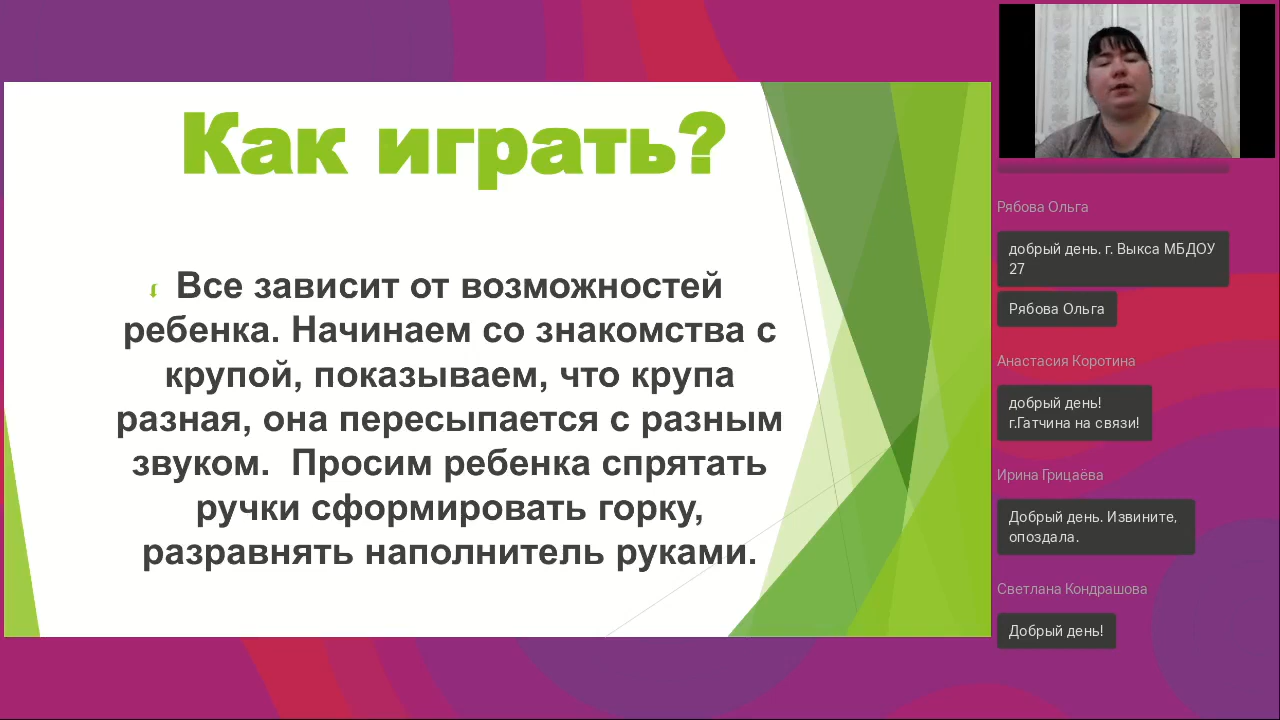 Как играть?
Все зависит от возможностей
ребенка. Начинаем со знакомства с
крупой, показываем, что крупа
разная, она пересыпается с разным
звуком.  Просим ребенка спрятать
ручки сформировать горку,
разравнять наполнитель руками.
Рябова Ольга
добрый день. г. Выкса МБДОУ
27
Рябова Ольга
Анастасия Коротина
добрый день!
г.Гатчина на связи!
Ирина Грицаёва
Добрый день. Извините,
опоздала.
Светлана Кондрашова
Добрый день!